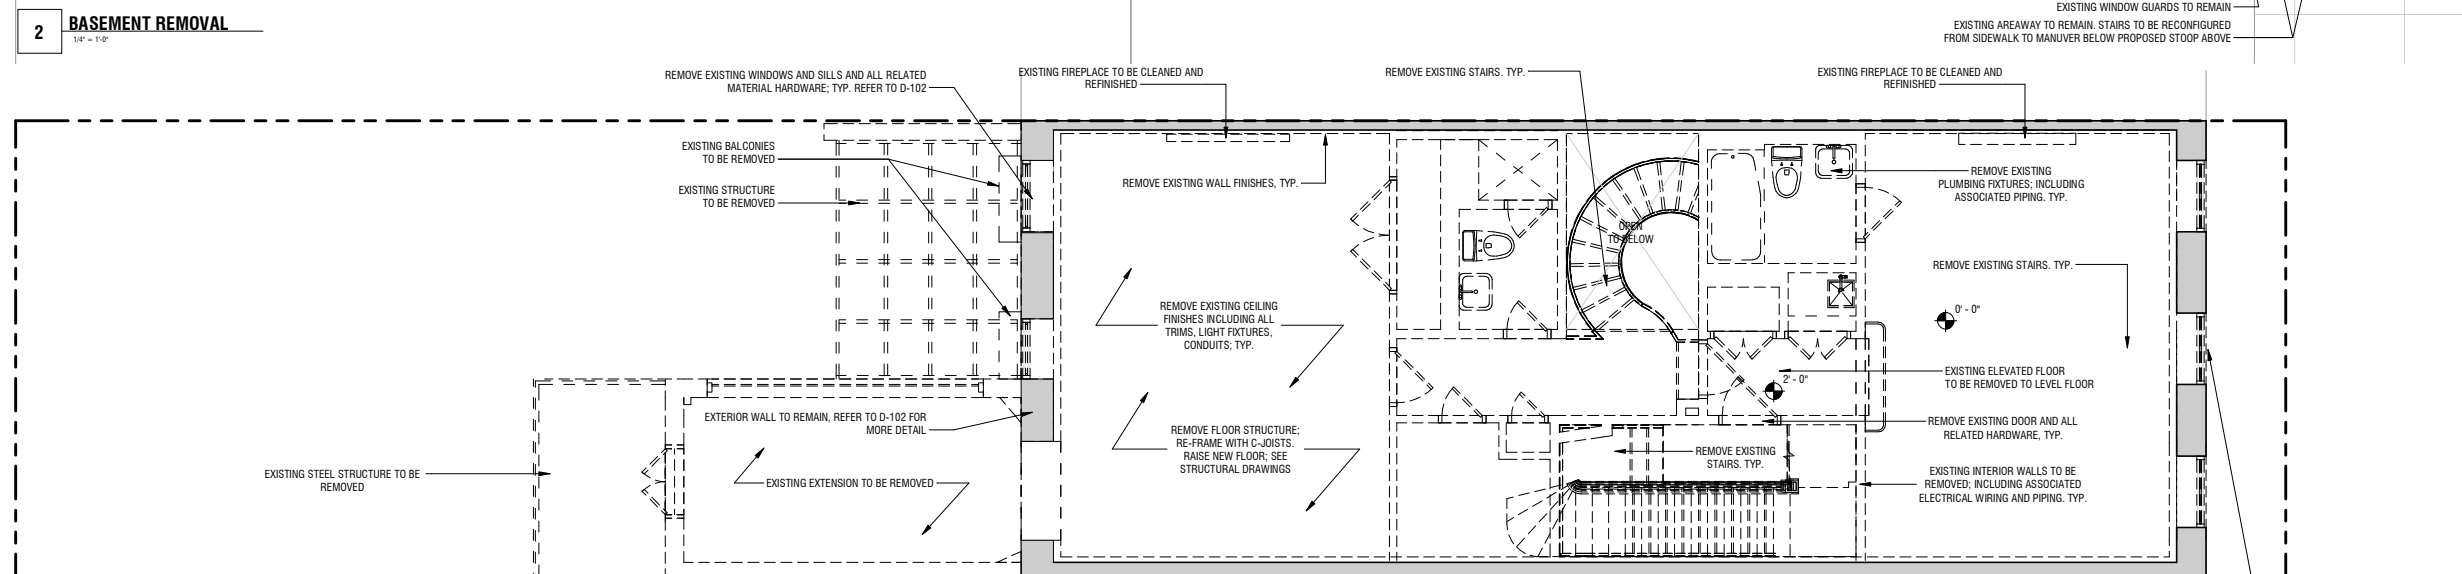 EXISTING WINDOW GUARDS TO REMAIN
EXISTING AREAWAY TO REMAIN. STAIRS TO BE RECONFIGURED
FROM SIDEWALK TO MANUVER BELOW PROPOSED STOOP ABOVE
2
BASEMENT REMOVAL
1/4" = 1'-0"
REMOVE EXISTING WINDOWS AND SILLS AND ALL RELATED
MATERIAL HARDWARE; TYP. REFER TO D-102
EXISTING FIREPLACE TO BE CLEANED AND
REFINISHED
REMOVE EXISTING STAIRS. TYP.
EXISTING FIREPLACE TO BE CLEANED AND
REFINISHED
EXISTING BALCONIES
TO BE REMOVED
EXISTING STRUCTURE
TO BE REMOVED
REMOVE EXISTING WALL FINISHES, TYP.
REMOVE EXISTING
PLUMBING FIXTURES; INCLUDING
ASSOCIATED PIPING. TYP.
OPEN
TO BELOW
REMOVE EXISTING STAIRS. TYP.
REMOVE EXISTING CEILING
FINISHES INCLUDING ALL
TRIMS, LIGHT FIXTURES,
CONDUITS; TYP.
0' - 0"
2' - 0"
EXISTING ELEVATED FLOOR
TO BE REMOVED TO LEVEL FLOOR
EXTERIOR WALL TO REMAIN, REFER TO D-102 FOR
MORE DETAIL
REMOVE FLOOR STRUCTURE;
RE-FRAME WITH C-JOISTS.
RAISE NEW FLOOR; SEE
STRUCTURAL DRAWINGS
REMOVE EXISTING DOOR AND ALL
RELATED HARDWARE, TYP.
REMOVE EXISTING
STAIRS. TYP.
EXISTING STEEL STRUCTURE TO BE
REMOVED
EXISTING EXTENSION TO BE REMOVED
EXISTING INTERIOR WALLS TO BE
REMOVED; INCLUDING ASSOCIATED
ELECTRICAL WIRING AND PIPING. TYP.